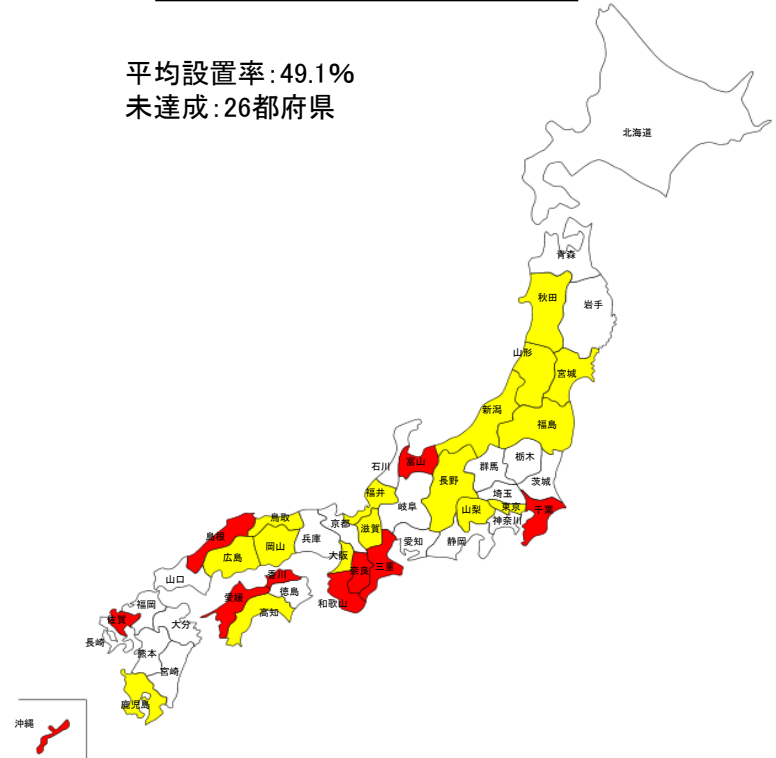 平均設置率:49.1%
未達成:26都府県
北海道
青森
秋田
岩手
山形
宮城
新潟
福島
石川
富山
群馬
栃木
長野
茨城
福井
埼玉
岐阜
山梨
東京
千葉
神奈川
鳥取
京都
滋賀
島根
岡山
兵庫
愛知
静岡
広島
大阪
奈良
三重
山口
香川
愛媛
徳島
和歌山
福岡
高知
佐賀
大分
長崎
熊本
宮崎
鹿児島
沖縄